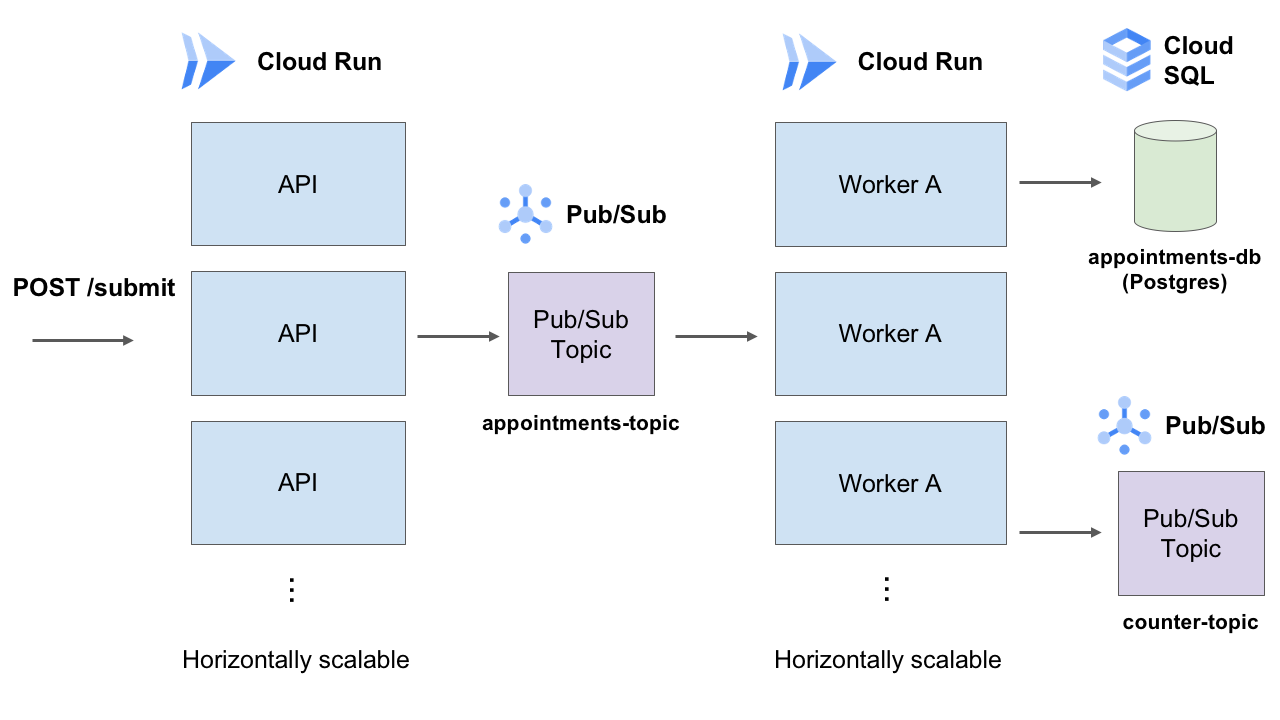 Cloud Run
Cloud Run
Cloud
SQL
API
Worker A
Pub/Sub
appointments-db
(Postgres)
POST /submit
API
Pub/Sub
Topic
Worker A
appointments-topic
Pub/Sub
API
Worker A
Pub/Sub
Topic
counter-topic
Horizontally scalable
Horizontally scalable